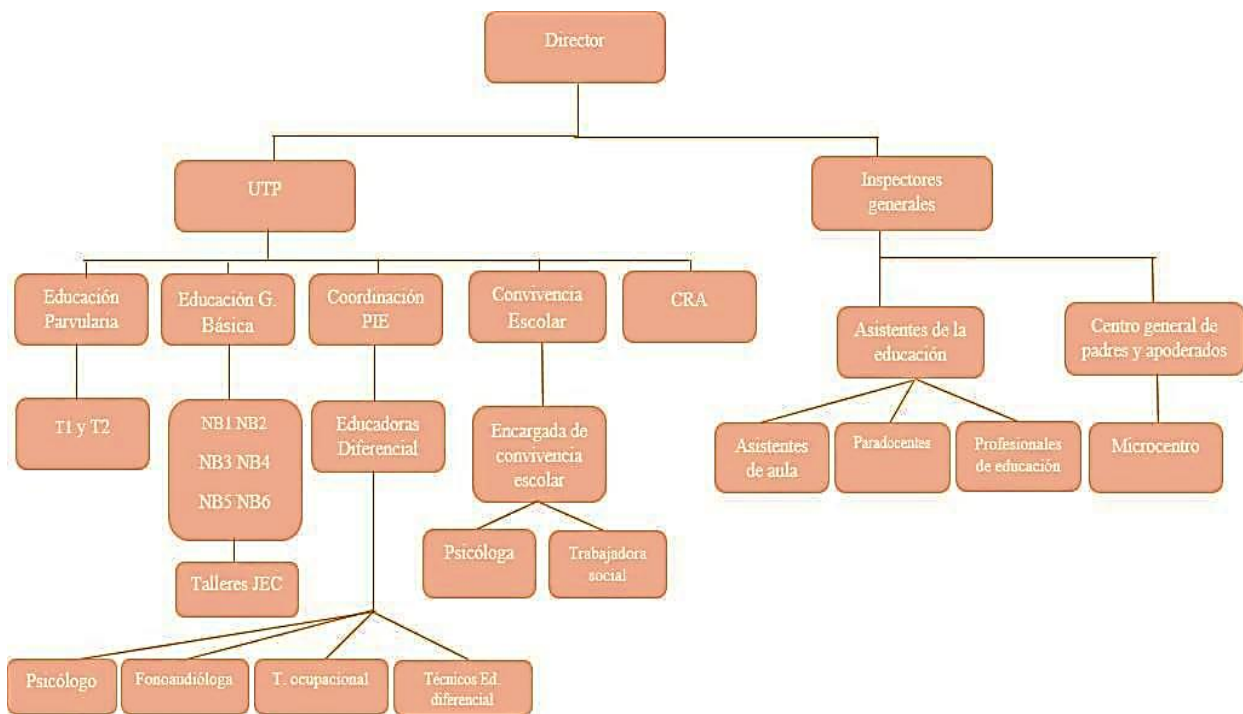 Director
UTP
Inspectores
generales
Educación
Parvularia
Educación G.
Básica
Coordinación
PIE
Convivencia
Escolar
CRA
Asistentes de la
educación
Centro general de
padres y apoderados
T1 y T2
NB1 NB2
NB3 NB4
NB5 NB6
Educadoras
Diferencial
Encargada de
convivencia
escolar
Asistentes
de aula
Paradocentes
Profesionales
de educación
Microcentro
Talleres JEC
Psicóloga
Trabajadora
social
Psicólogo
Fonoaudióloga
T. ocupacional
Técnicos Ed.
diferencial